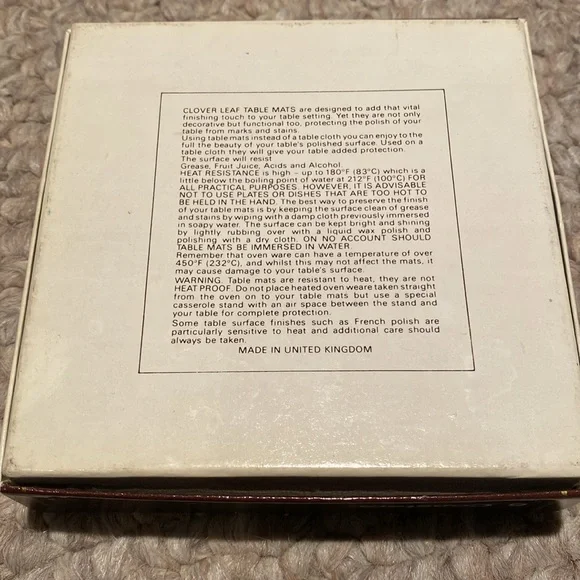 CLOVER LEAF TABLE MATS are designed to add that vital
finishing touch to your table setting. Yet they are not only
decorative but functional too, protecting the polish of your
table from marks and stains.
Using table mats instead of a table cloth you can enjoy to the
full the beauty of your table's polished surface. Used on a
table cloth they will give your table added protection.
The surface will resist
Grease, Fruit Juice, Acids and Alcohol.
HEAT RESISTANCE is high – up to 180°F (83°C) which is a
little below the boiling point of water at 212°F (100°C) FOR
ALL PRACTICAL PURPOSES. HOWEVER, IT IS ADVISABLE
NOT TO USE PLATES OR DISHES THAT ARE TOO HOT TO
BE HELD IN THE HAND. The best way to preserve the finish
of your table mats is by keeping the surface clean of grease
and stains by wiping with a damp cloth previously immersed
in soapy water. The surface can be kept bright and shining
by lightly rubbing over with a liquid wax polish and
polishing with a dry cloth. ON NO ACCOUNT SHOULD
TABLE MATS BE IMMERSED IN WATER.
Remember that oven ware can have a temperature of over
450°F (232°C), and whilst this may not affect the mats, it
may cause damage to your table's surface.
WARNING. Table mats are resistant to heat, they are not
HEAT PROOF. Do not place heated oven weare taken straight
from the oven on to your table mats but use a special
casserole stand with an air space between the stand and
your table for complete protection.
Some table surface finishes such as French polish are
particularly sensitive to heat and additional care should
always be taken.
MADE IN UNITED KINGDOM